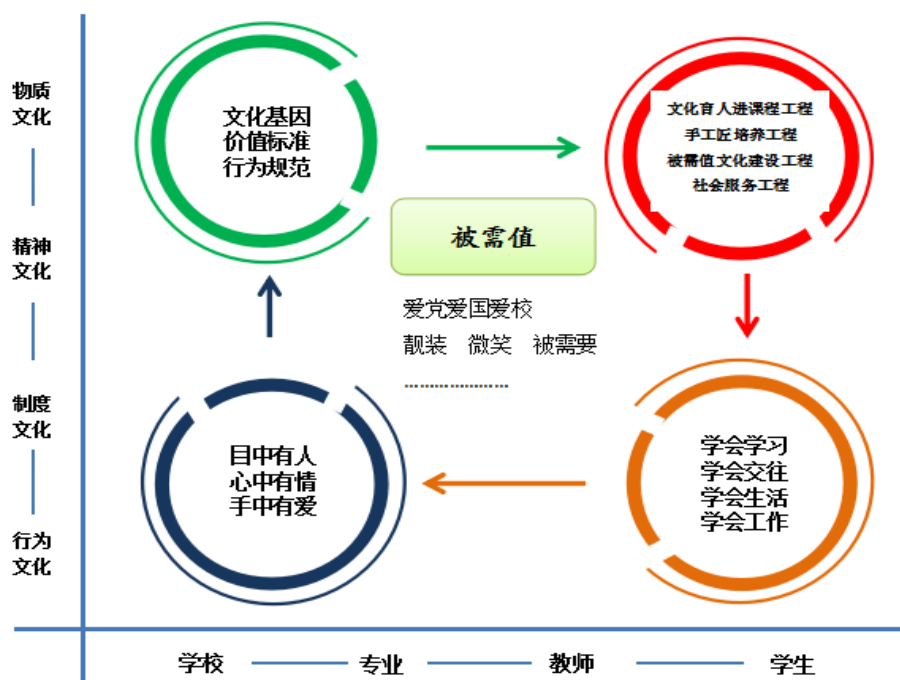 物质
文化
精神
文化
制度
文化
行为
文化
文化基因
价值标准
行为规范
文化育人进课程工程
手工匠培养工程
被需值文化建设工程
社会服务工程
被需值
爱党爱国爱校
靓装 微笑 被需要
…………………
目中有人
心中有情
手中有爱
学会学习
学会交往
学会生活
学会工作
学校 专业 教师 学生